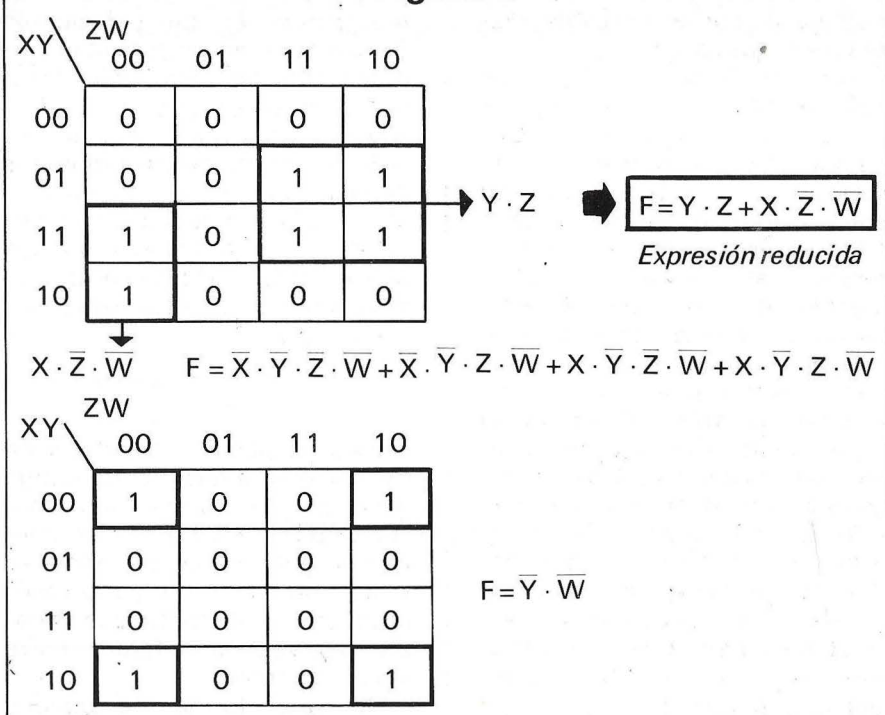 ZW
XY
00 01 11 10
00 0 0 0 0
01 0 0 1 1
Y · Z
F = Y · Z + X · Z̅ · W̅
11 1 0 1 1
Expresión reducida
10 1 0 0 0
X · Z̅ · W̅
F = X̅ · Y̅ · Z̅ · W̅ + X̅ · Y̅ · Z · W̅ + X · Y̅ · Z̅ · W̅ + X · Y̅ · Z · W̅
ZW
XY
00 01 11 10
00 1 0 0 1
01 0 0 0 0
F = Y̅ · W̅
11 0 0 0 0
10 1 0 0 1